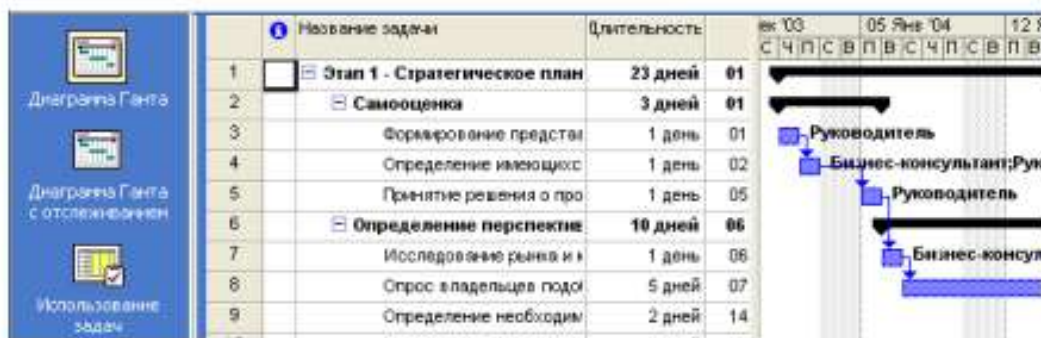 Название задачи Длительность
ек '03 05 Янв '04 12 Я
С Ч П С В П В С Ч П С В П В
1 Этап 1 - Стратегическое план 23 дней 01
2 Самооценка 3 дней 01
3 Формирование представ 1 день 01
4 Определение имеющихс 1 день 02
5 Принятие решения о про 1 день 05
6 Определение перспектив 10 дней 06
7 Исследование рынка и к 1 день 06
8 Опрос владельцев подо 5 дней 07
9 Определение необходим 2 дней 14
Диаграмма Ганта
Диаграмма Ганта
с отслеживанием
Использование
задач
Руководитель
Бизнес-консультант;Рук
Руководитель
Бизнес-консул